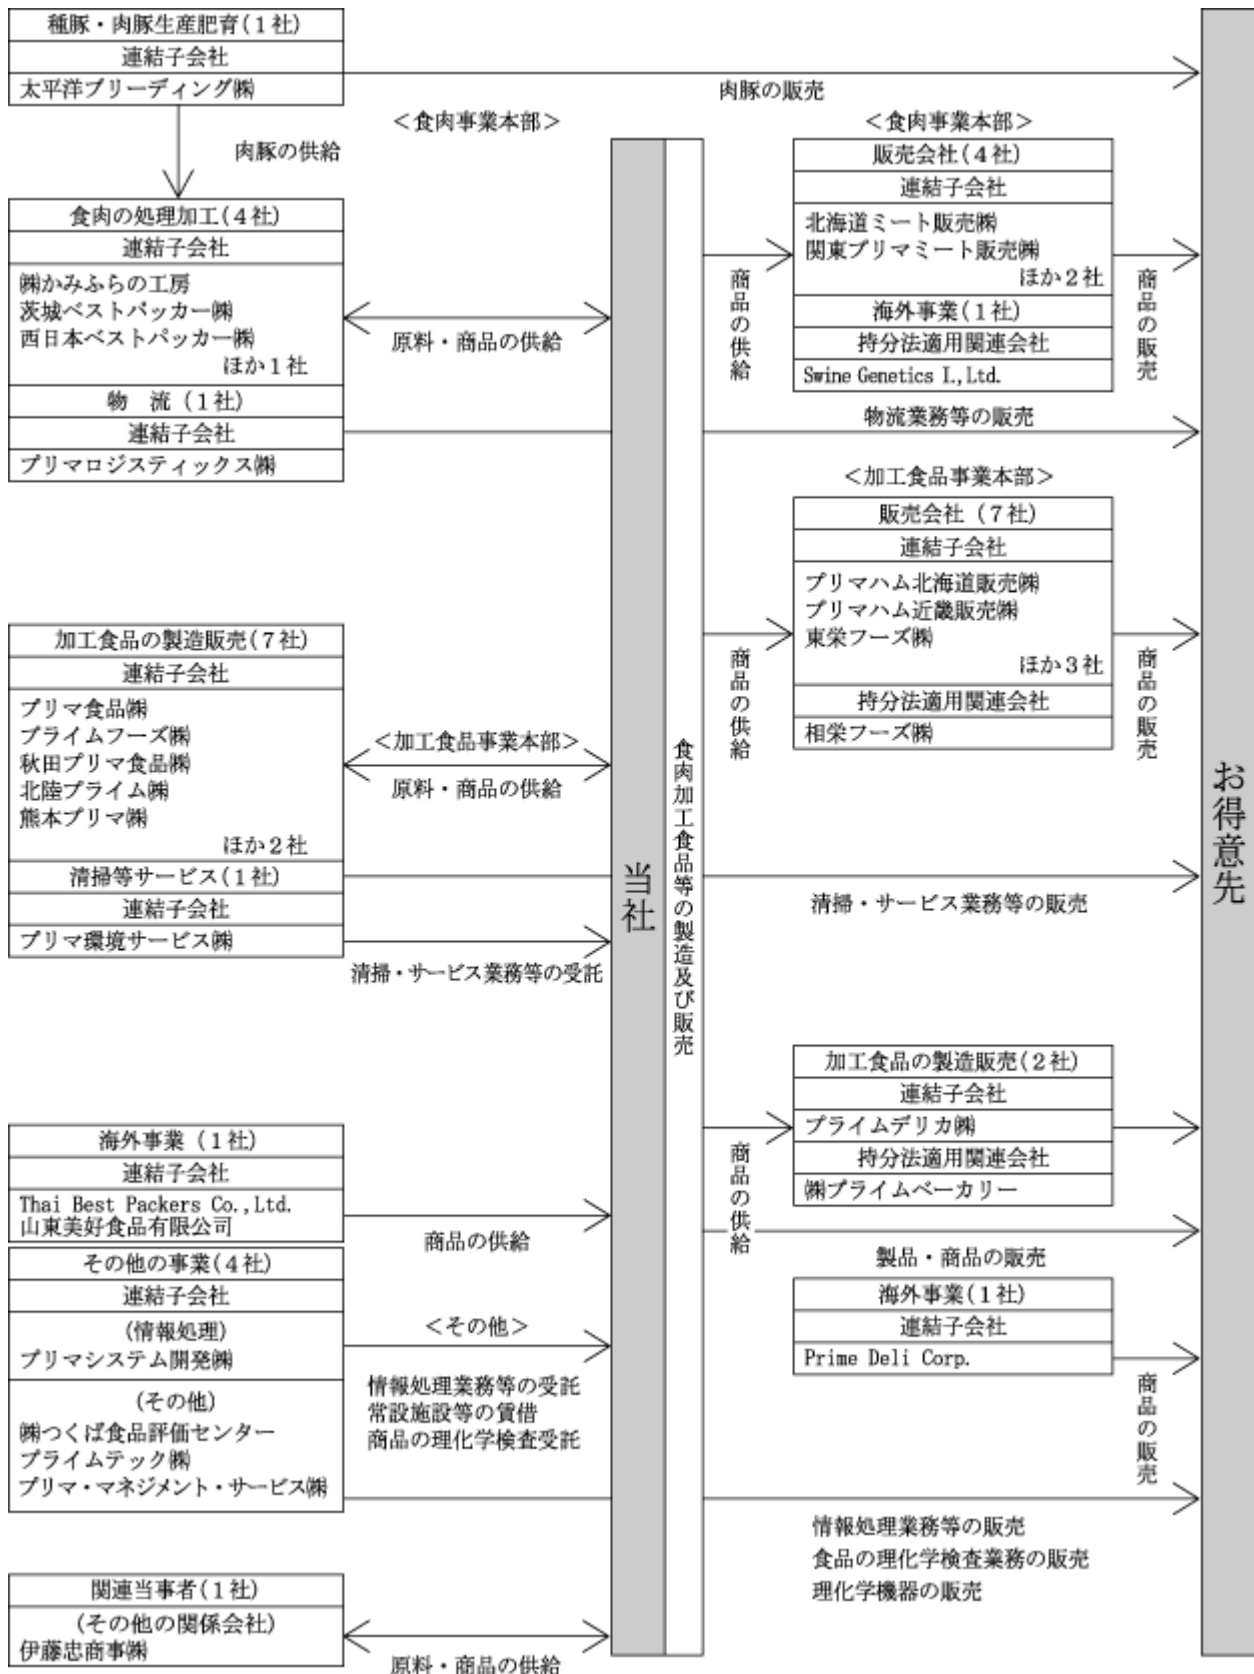 種豚・肉豚生産肥育(1社)
連結子会社
太平洋ブリーディング㈱
肉豚の販売
肉豚の供給
＜食肉事業本部＞
食肉の処理加工(4社)
連結子会社
㈱かみふらの工房
茨城ベストパッカー㈱
西日本ベストパッカー㈱
ほか1社
物　流 (1社)
連結子会社
プリマロジスティックス㈱
原料・商品の供給
＜食肉事業本部＞
販売会社(4社)
連結子会社
北海道ミート販売㈱
関東プリマミート販売㈱
ほか2社
海外事業(1社)
持分法適用関連会社
Swine Genetics I.,Ltd.
商品の供給
商品の販売
物流業務等の販売
＜加工食品事業本部＞
販売会社 (7社)
連結子会社
プリマハム北海道販売㈱
プリマハム近畿販売㈱
東栄フーズ㈱
ほか3社
持分法適用関連会社
相栄フーズ㈱
商品の供給
商品の販売
加工食品の製造販売(7社)
連結子会社
プリマ食品㈱
プライムフーズ㈱
秋田プリマ食品㈱
北陸プライム㈱
熊本プリマ㈱
ほか2社
清掃等サービス(1社)
連結子会社
プリマ環境サービス㈱
＜加工食品事業本部＞
原料・商品の供給
清掃・サービス業務等の受託
当社
食肉加工食品等の製造及び販売
お得意先
清掃・サービス業務等の販売
加工食品の製造販売(2社)
連結子会社
プライムデリカ㈱
持分法適用関連会社
㈱プライムベーカリー
商品の供給
製品・商品の販売
海外事業 (1社)
連結子会社
Thai Best Packers Co.,Ltd.
山東美好食品有限公司
商品の供給
海外事業(1社)
連結子会社
Prime Deli Corp.
商品の販売
その他の事業(4社)
連結子会社
(情報処理)
プリマシステム開発㈱
(その他)
㈱つくば食品評価センター
プライムテック㈱
プリマ・マネジメント・サービス㈱
＜その他＞
情報処理業務等の受託
常設施設等の賃借
商品の理化学検査受託
情報処理業務等の販売
食品の理化学検査業務の販売
理化学機器の販売
関連当事者(1社)
(その他の関係会社)
伊藤忠商事㈱
原料・商品の供給